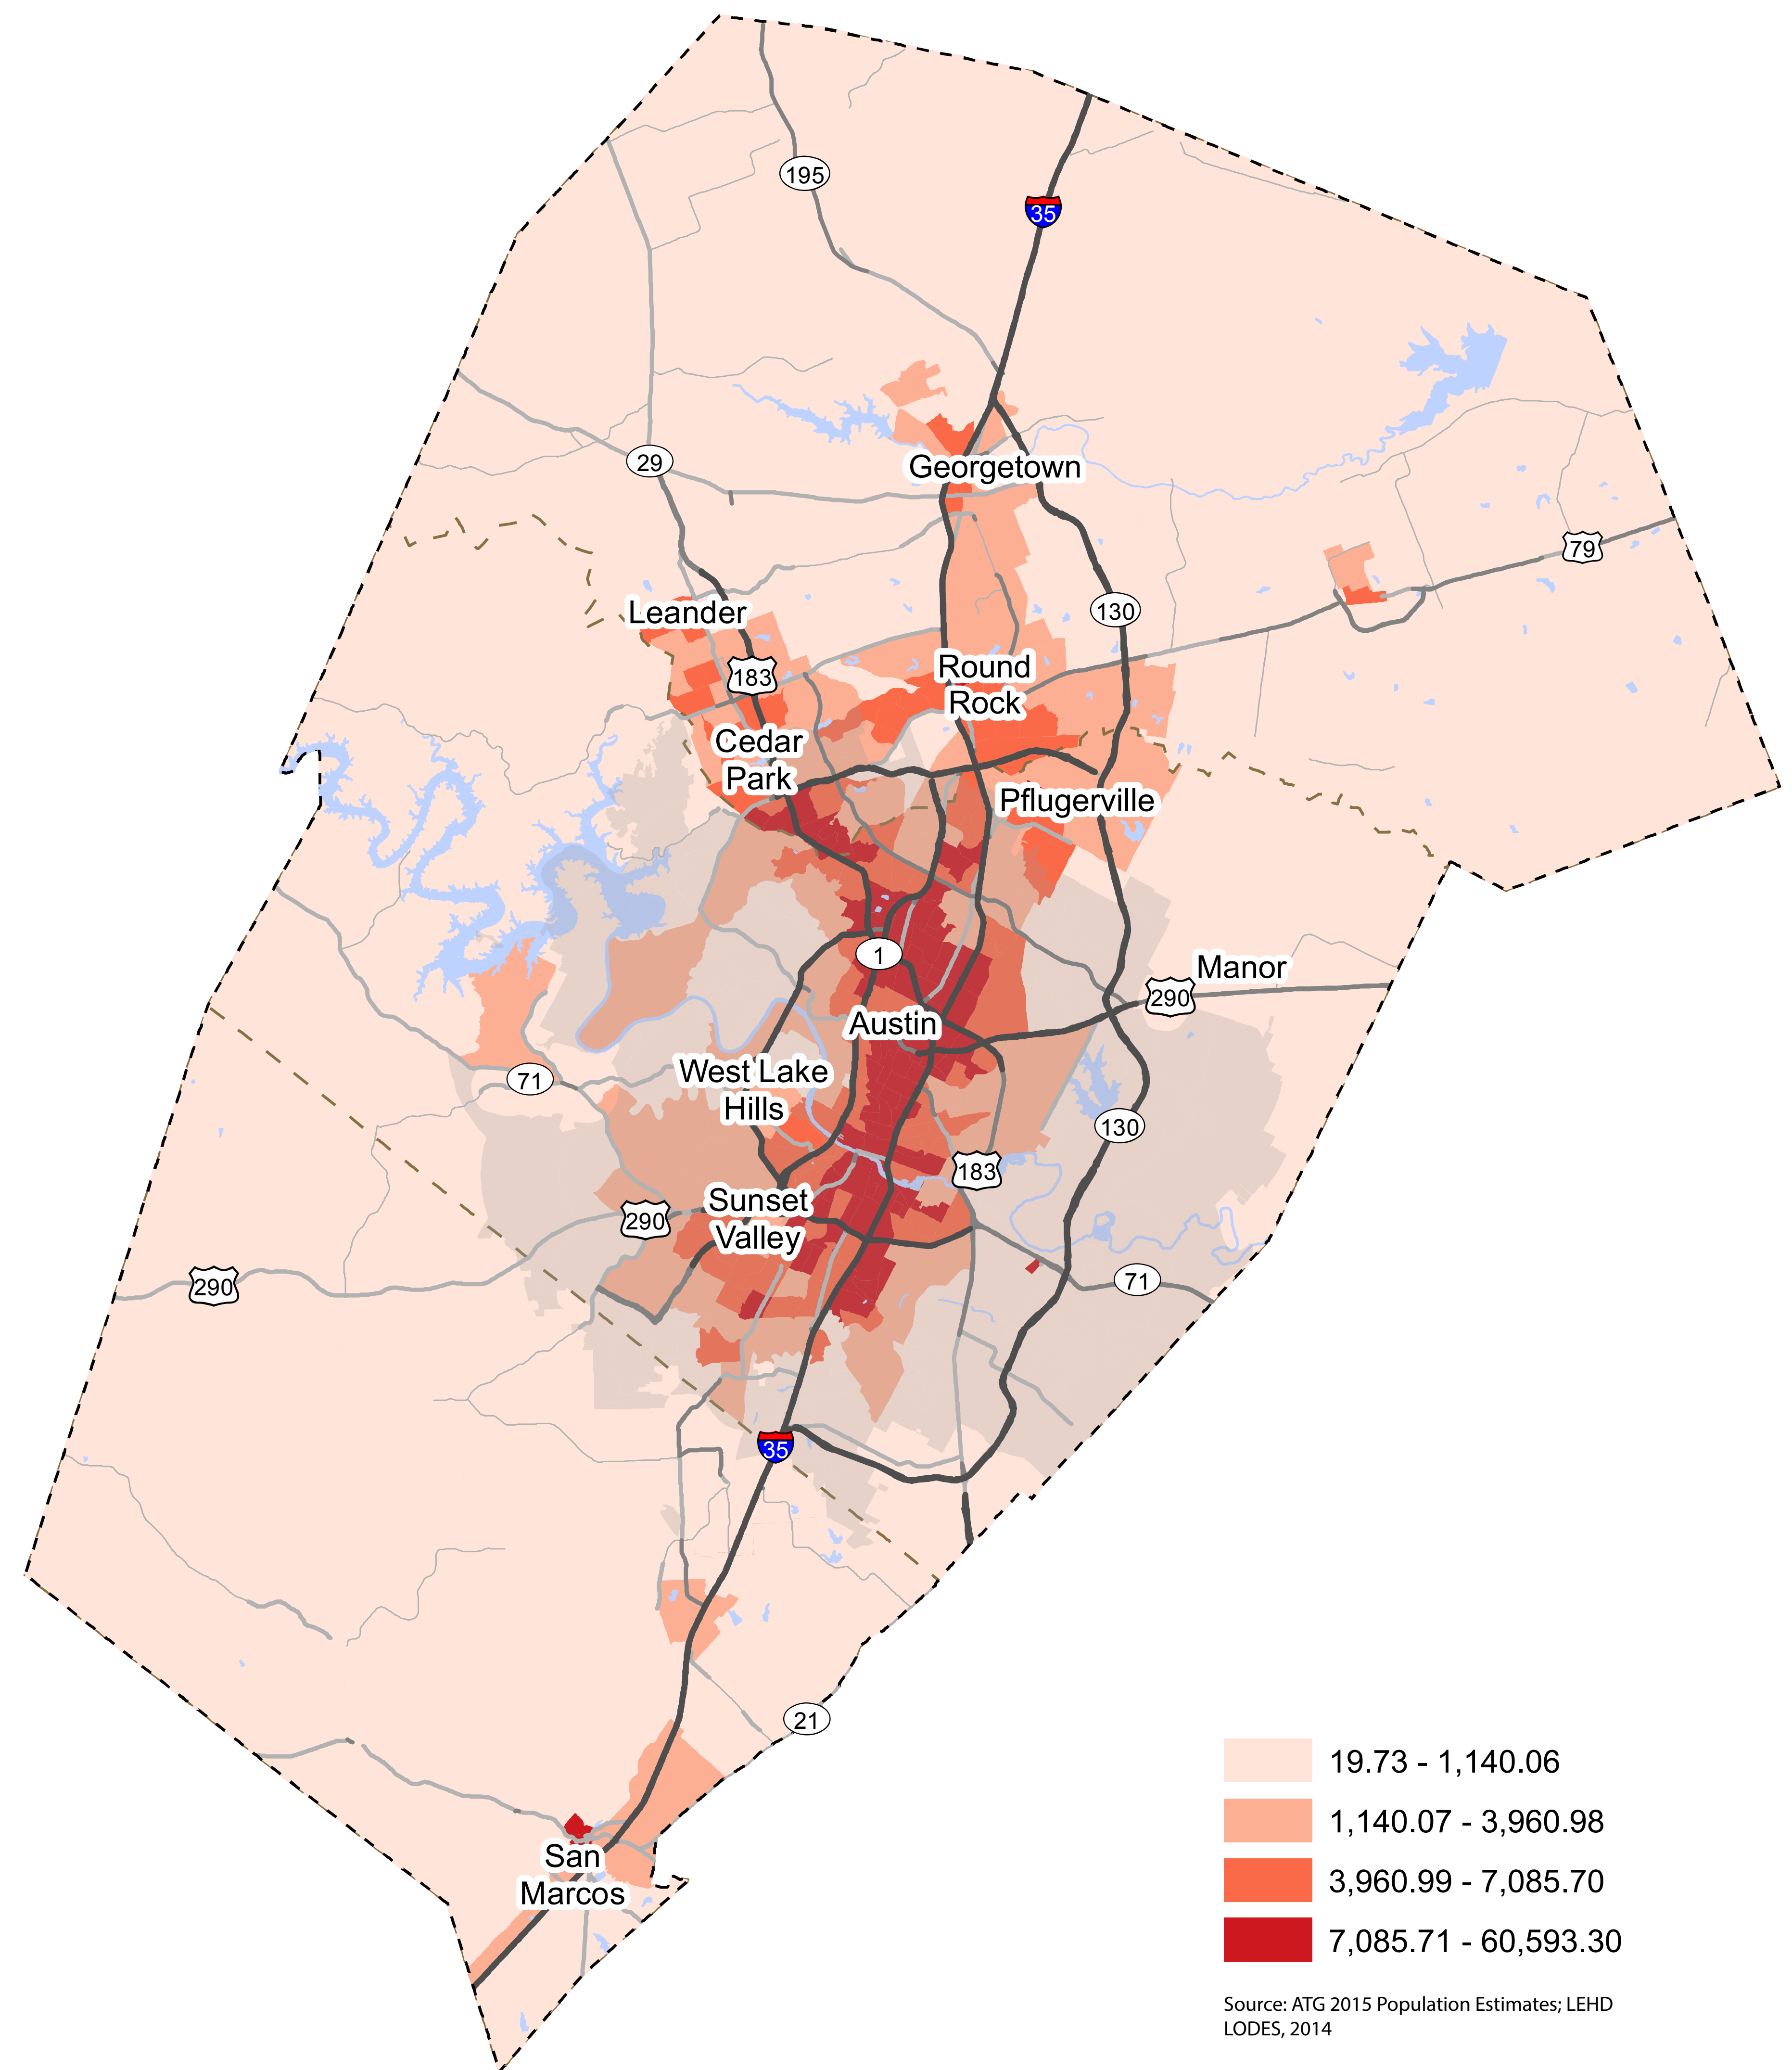 195
35
Georgetown
29
79
Leander
130
183
Round
Rock
Cedar
Park
Pflugerville
1
Manor
290
Austin
71
West Lake
Hills
130
183
Sunset
Valley
290
290
71
35
21
San
Marcos
19.73 - 1,140.06
1,140.07 - 3,960.98
3,960.99 - 7,085.70
7,085.71 - 60,593.30
Source: ATG 2015 Population Estimates; LEHD
LODES, 2014